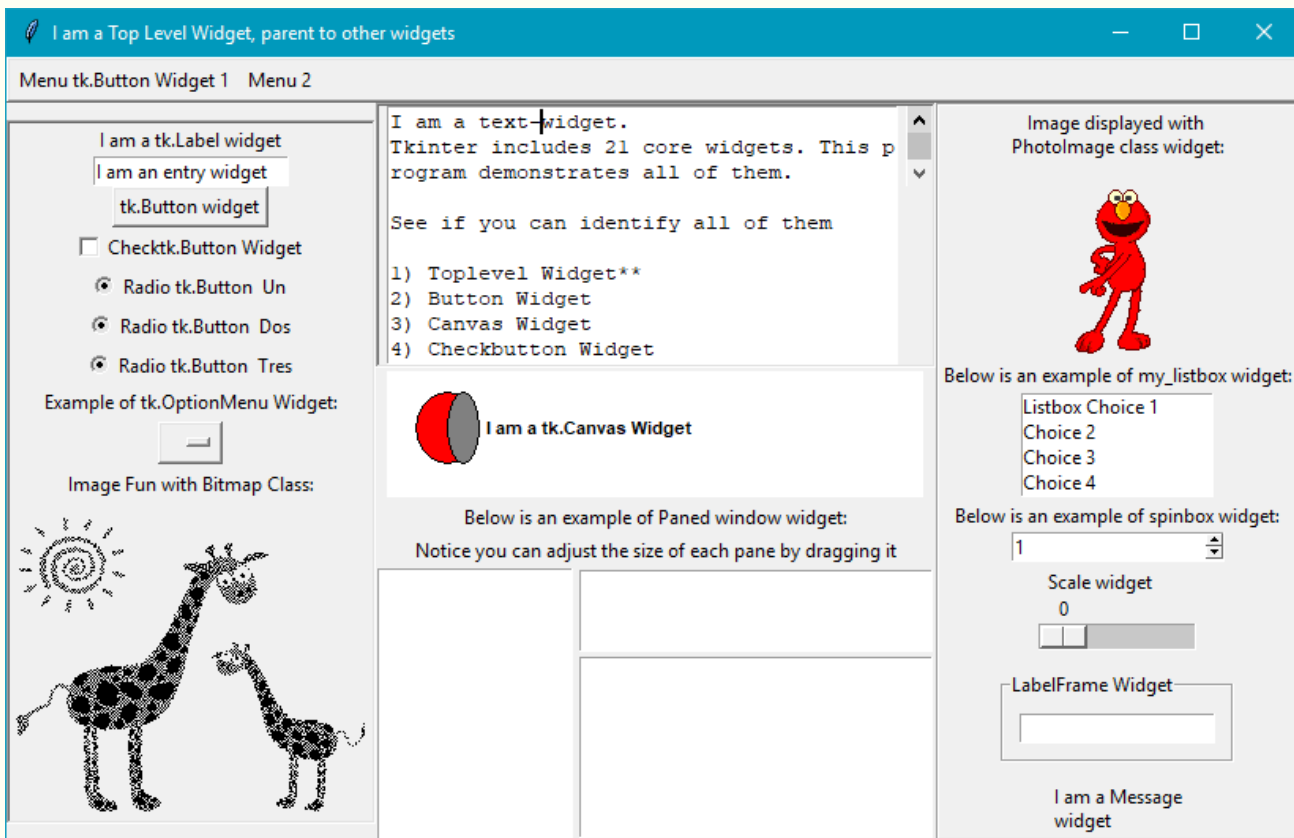 I am a Top Level Widget, parent to other widgets
Menu tk.Button Widget 1 Menu 2
I am a tk.Label widget
I am an entry widget
tk.Button widget
Checktk.Button Widget
Radio tk.Button Un
Radio tk.Button Dos
Radio tk.Button Tres
Example of tk.OptionMenu Widget:
Image Fun with Bitmap Class:
I am a text-widget.
Tkinter includes 21 core widgets. This p
rogram demonstrates all of them.
See if you can identify all of them
1) Toplevel Widget**
2) Button Widget
3) Canvas Widget
4) Checkbutton Widget
I am a tk.Canvas Widget
Below is an example of Paned window widget:
Notice you can adjust the size of each pane by dragging it
Image displayed with
PhotoImage class widget:
Below is an example of my_listbox widget:
Listbox Choice 1
Choice 2
Choice 3
Choice 4
Below is an example of spinbox widget:
1
Scale widget
0
LabelFrame Widget
I am a Message
widget